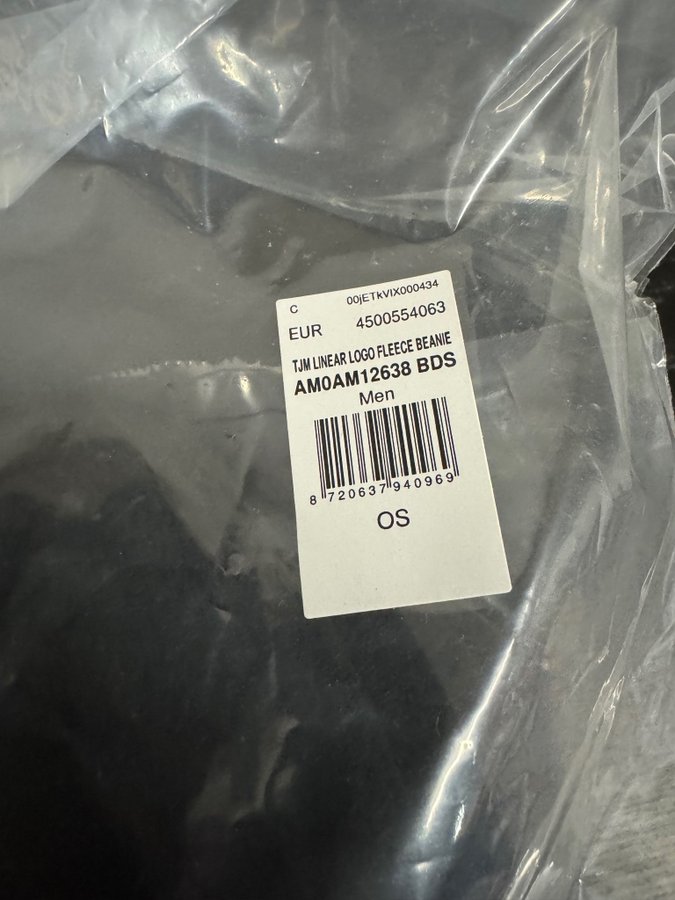 C 00jETkVIX000434
EUR 4500554063
TJM LINEAR LOGO FLEECE BEANIE
AM0AM12638 BDS
Men
8 720637 940969
OS